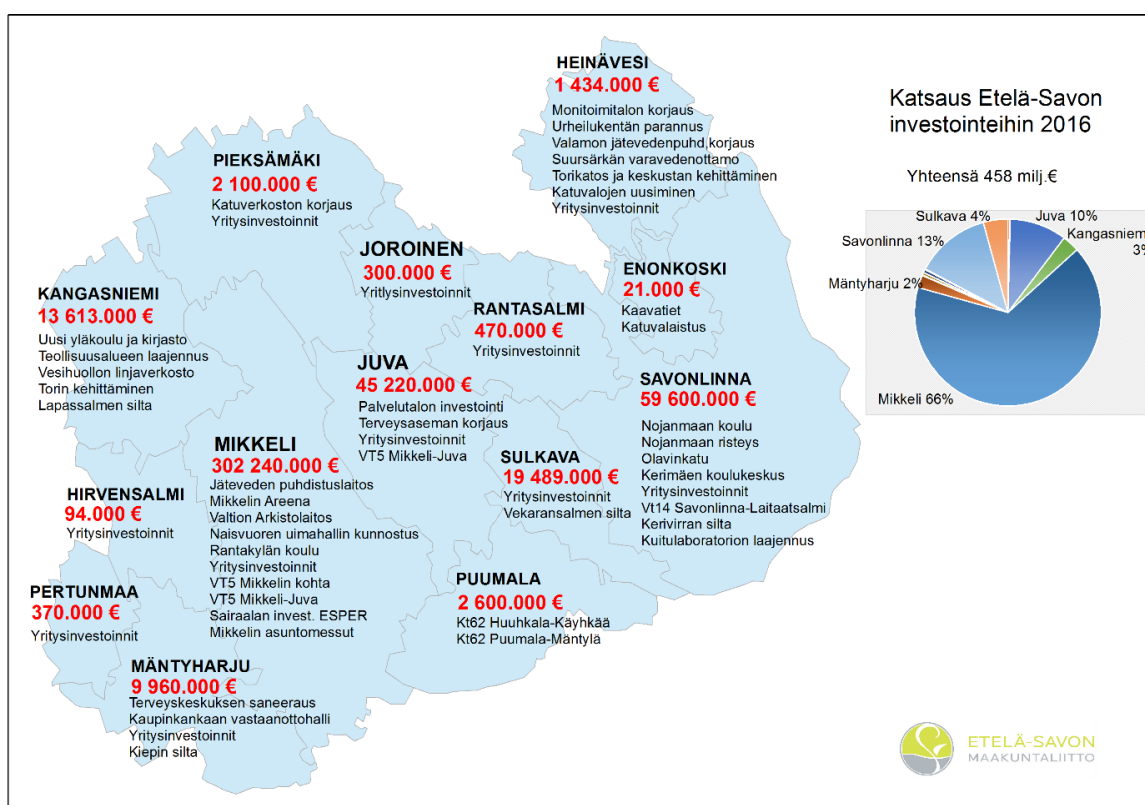 HEINÄVESI
1 434.000 €
Monitoimitalon korjaus
Urheilukentän parannus
Valamon jätevedenpuhd,korjaus
Suursärkän varavedenottamo
Torikatos ja keskustan kehittäminen
Katuvalojen uusiminen
Yritysinvestoinnit
Katsaus Etelä-Savon
investointeihin 2016
Yhteensä 458 milj.€
Sulkava 4%
Juva 10%
Kangasniem
3%
Savonlinna 13%
Mäntyharju 2%
Mikkeli 66%
PIEKSÄMÄKI
2 100.000 €
Katuverkoston korjaus
Yritysinvestoinnit
JOROINEN
300.000 €
Yritlysinvestoinnit
ENONKOSKI
21.000 €
Kaavatiet
Katuvalaistus
KANGASNIEMI
13 613.000 €
Uusi yläkoulu ja kirjasto
Teollisuusalueen laajennus
Vesihuollon linjaverkosto
Torin kehittäminen
Lapassalmen silta
RANTASALMI
470.000 €
Yritysinvestoinnit
JUVA
45 220.000 €
Palvelutalon investointi
Terveysaseman korjaus
Yritysinvestoinnit
VT5 Mikkeli-Juva
SAVONLINNA
59 600.000 €
Nojanmaan koulu
Nojanmaan risteys
Olavinkatu
Kerimäen koulukeskus
Yritysinvestoinnit
Vt14 Savonlinna-Laitaatsalmi
Kerivirran silta
Kuitulaboratorion laajennus
MIKKELI
302 240.000 €
Jäteveden puhdistuslaitos
Mikkelin Areena
Valtion Arkistolaitos
Naisvuoren uimahallin kunnostus
Rantakylän koulu
Yritysinvestoinnit
VT5 Mikkelin kohta
VT5 Mikkeli-Juva
Sairaalan invest. ESPER
Mikkelin asuntomessut
SULKAVA
19 489.000 €
Yritysinvestoinnit
Vekaransalmen silta
HIRVENSALMI
94.000 €
Yritysinvestoinnit
PERTUNMAA
370.000 €
Yritysinvestoinnit
PUUMALA
2 600.000 €
Kt62 Huuhkala-Käyhkää
Kt62 Puumala-Mäntylä
MÄNTYHARJU
9 960.000 €
Terveyskeskuksen saneeraus
Kaupinkankaan vastaanottohalli
Yritysinvestoinnit
Kiepin silta
ETELÄ-SAVON
MAAKUNTALIITTO